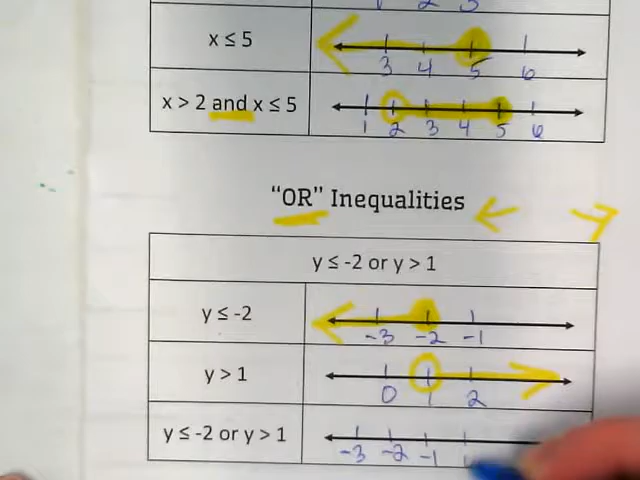 x ≤ 5
3 4 5 6
x > 2 and x ≤ 5
1 2 3 4 5 6
“OR” Inequalities
y ≤ -2 or y > 1
y ≤ -2
-3 -2 -1
y > 1
0 1 2
y ≤ -2 or y > 1
-3 -2 -1